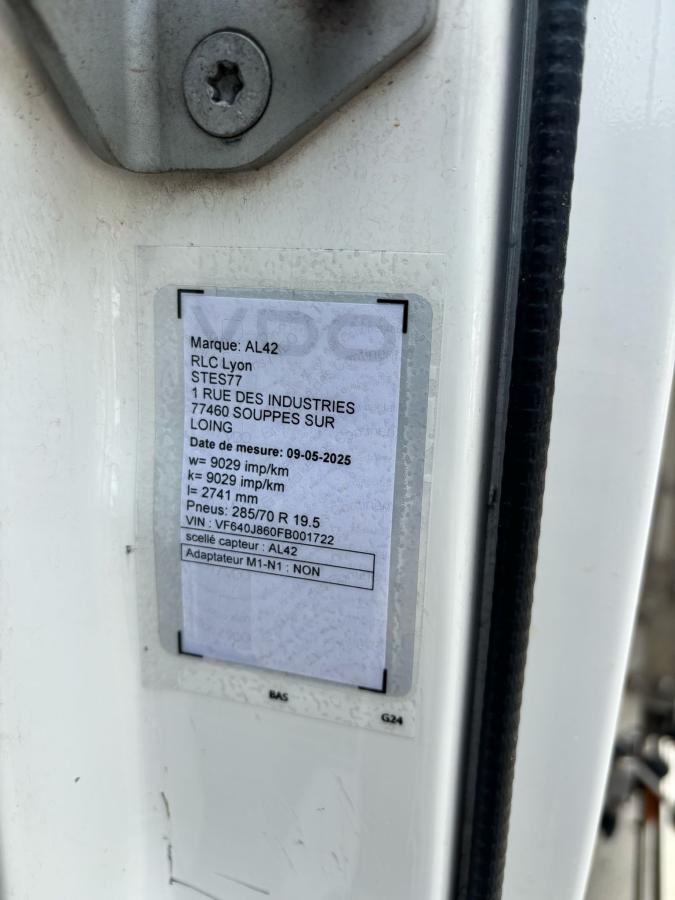 VDO
Marque: AL42
RLC Lyon
STES77
1 RUE DES INDUSTRIES
77460 SOUPPES SUR
LOING
Date de mesure: 09-05-2025
w= 9029 imp/km
k= 9029 imp/km
l= 2741 mm
Pneus: 285/70 R 19.5
VIN : VF640J860FB001722
scellé capteur : AL42
Adaptateur M1-N1 : NON
BAS
G24